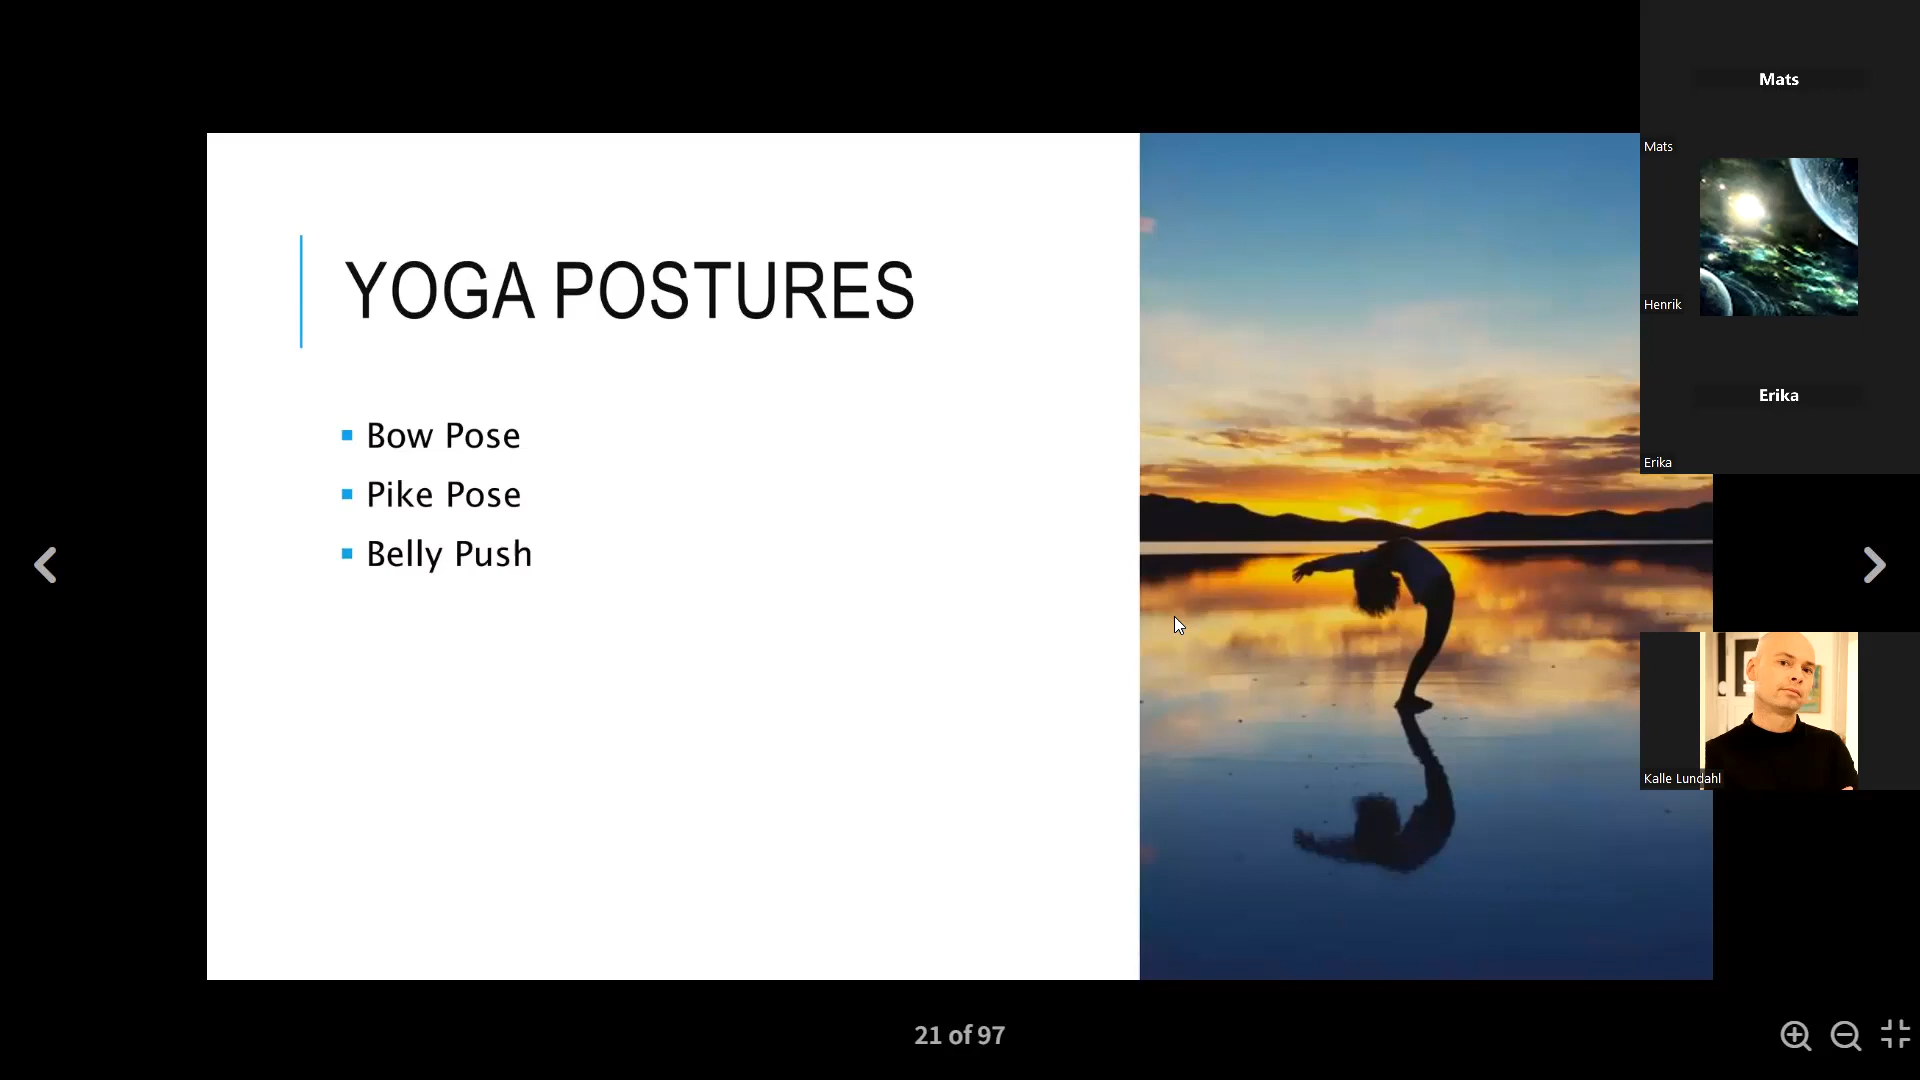 YOGA POSTURES
Bow Pose
Pike Pose
Belly Push
Mats
Mats
Henrik
Erika
Erika
Kalle Lundahl
21 of 97